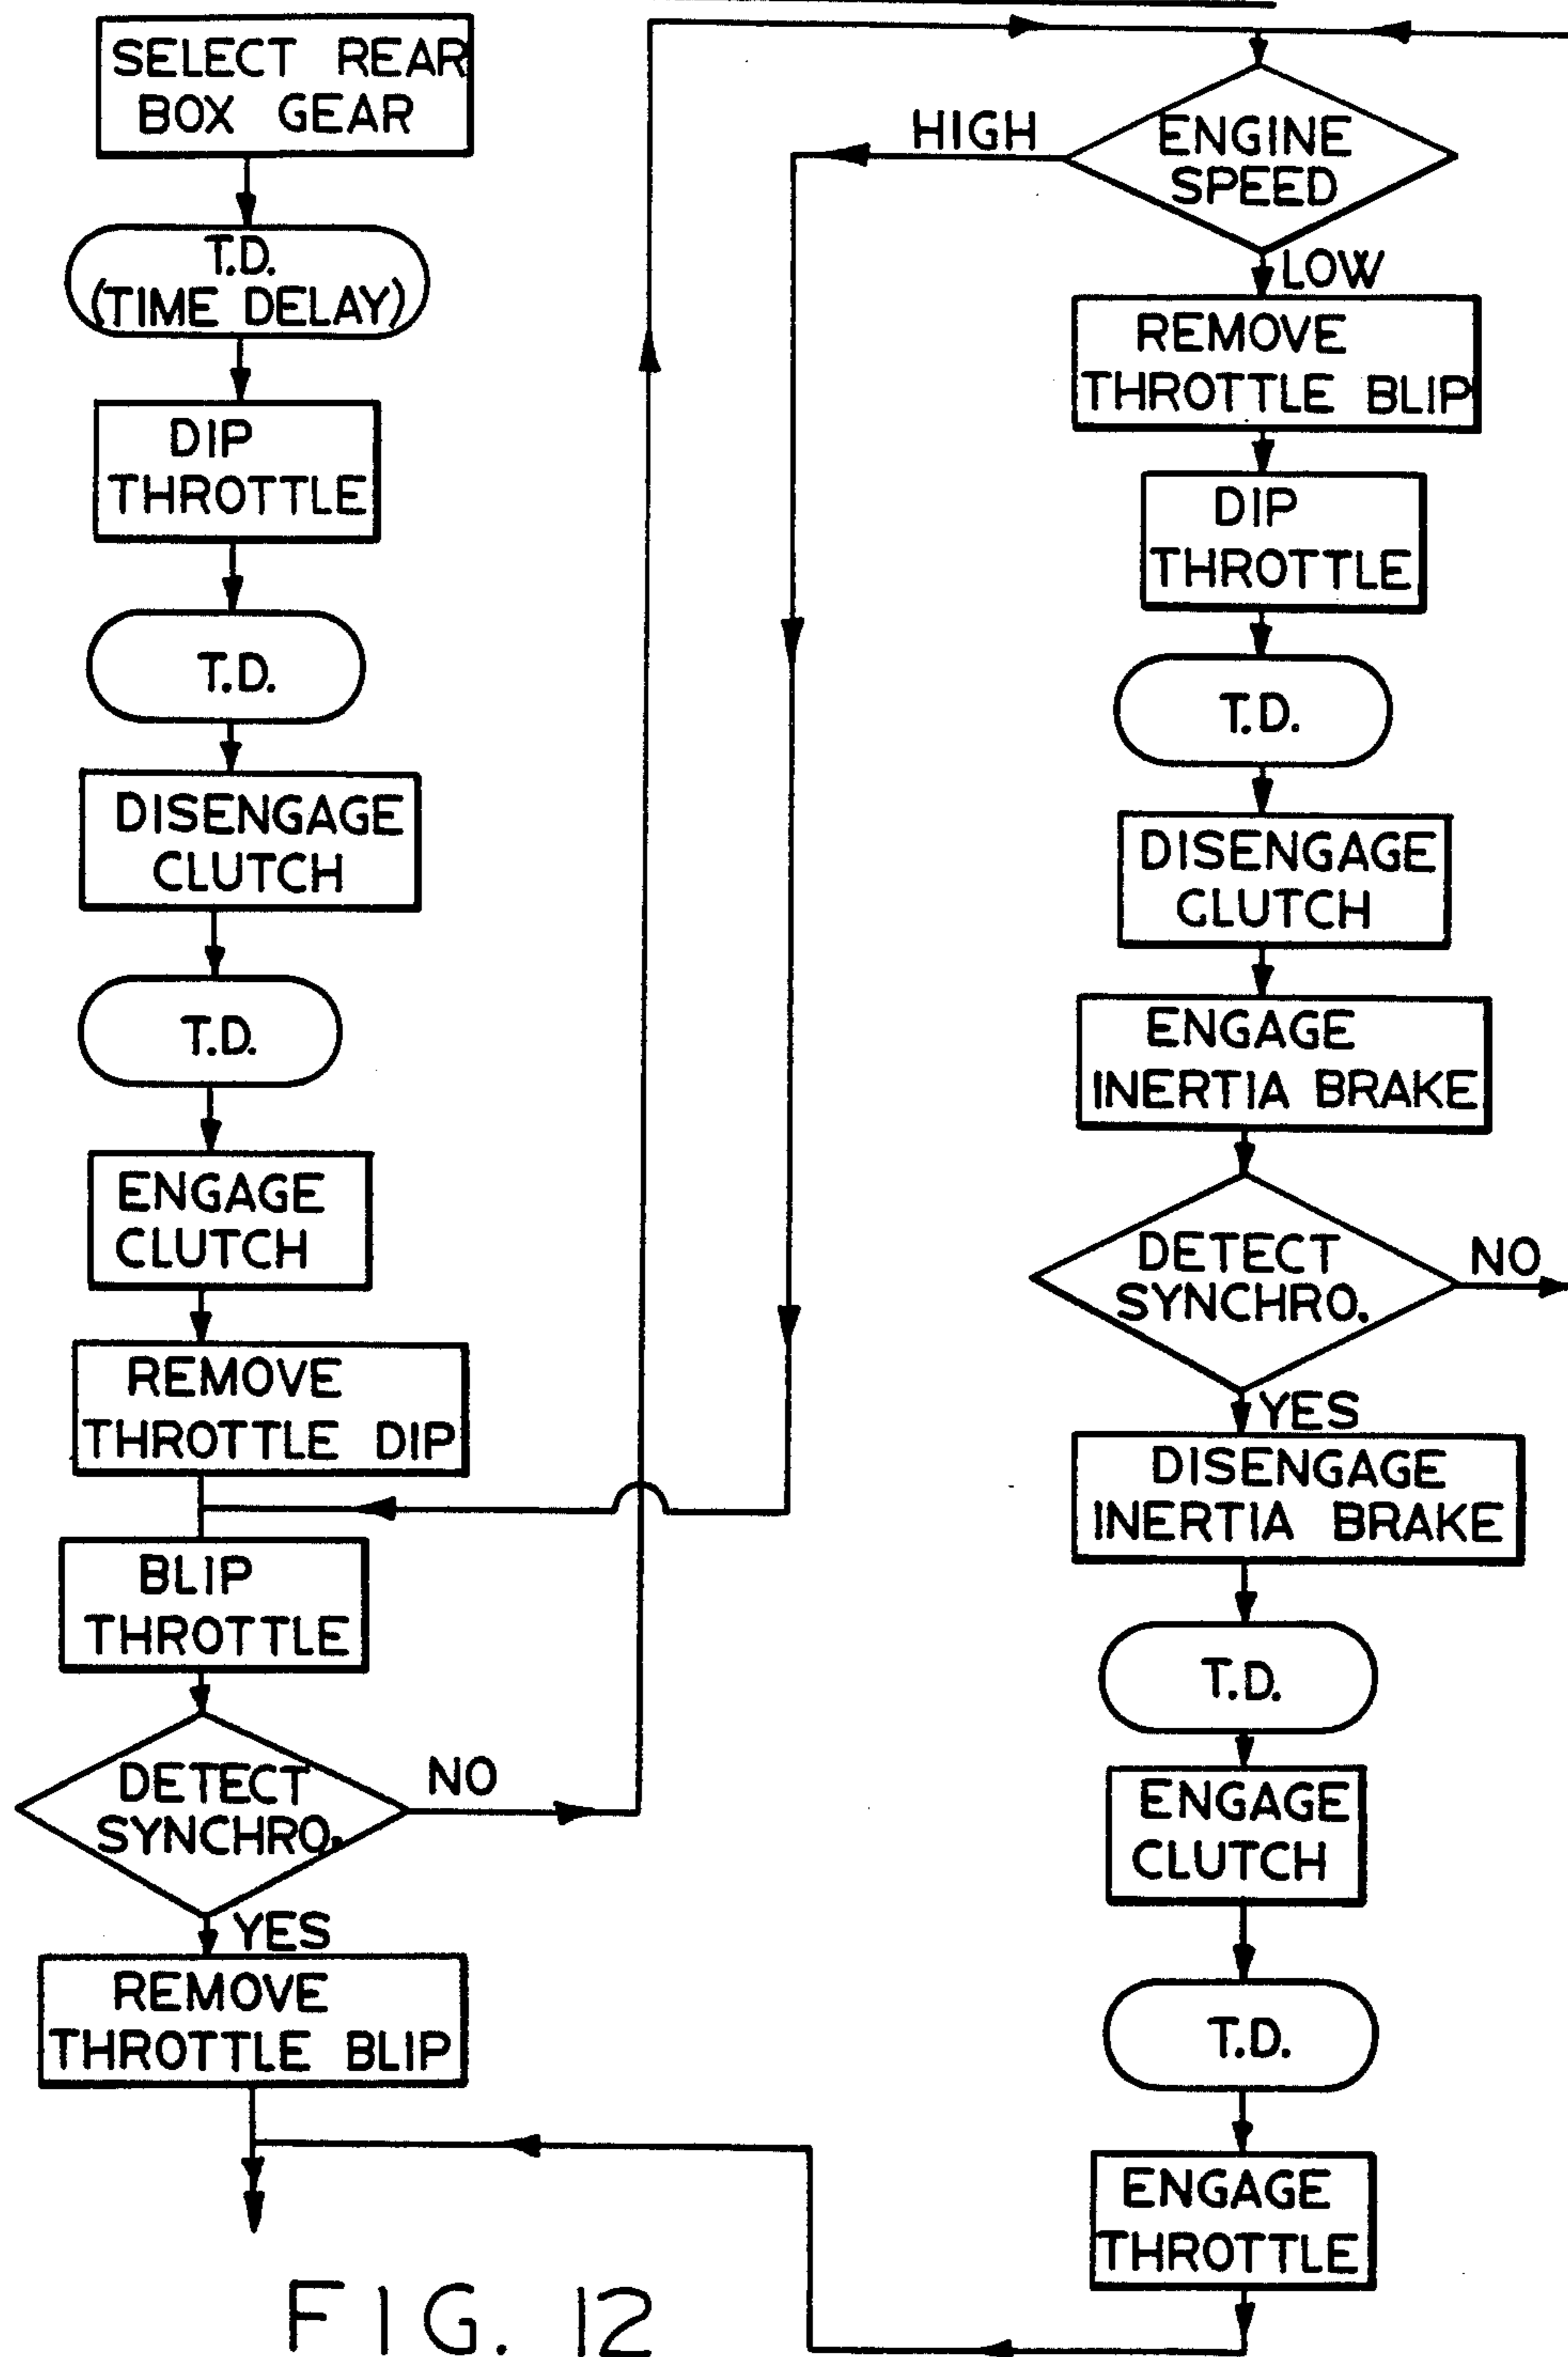 SELECT REAR
BOX GEAR
T.D.
(TIME DELAY)
DIP
THROTTLE
T.D.
DISENGAGE
CLUTCH
T.D.
ENGAGE
CLUTCH
REMOVE
THROTTLE DIP
BLIP
THROTTLE
DETECT
SYNCHRO.
NO
YES
REMOVE
THROTTLE BLIP
ENGINE
SPEED
HIGH
LOW
REMOVE
THROTTLE BLIP
DIP
THROTTLE
T.D.
DISENGAGE
CLUTCH
ENGAGE
INERTIA BRAKE
DETECT
SYNCHRO.
NO
YES
DISENGAGE
INERTIA BRAKE
T.D.
ENGAGE
CLUTCH
T.D.
ENGAGE
THROTTLE
FIG. 12